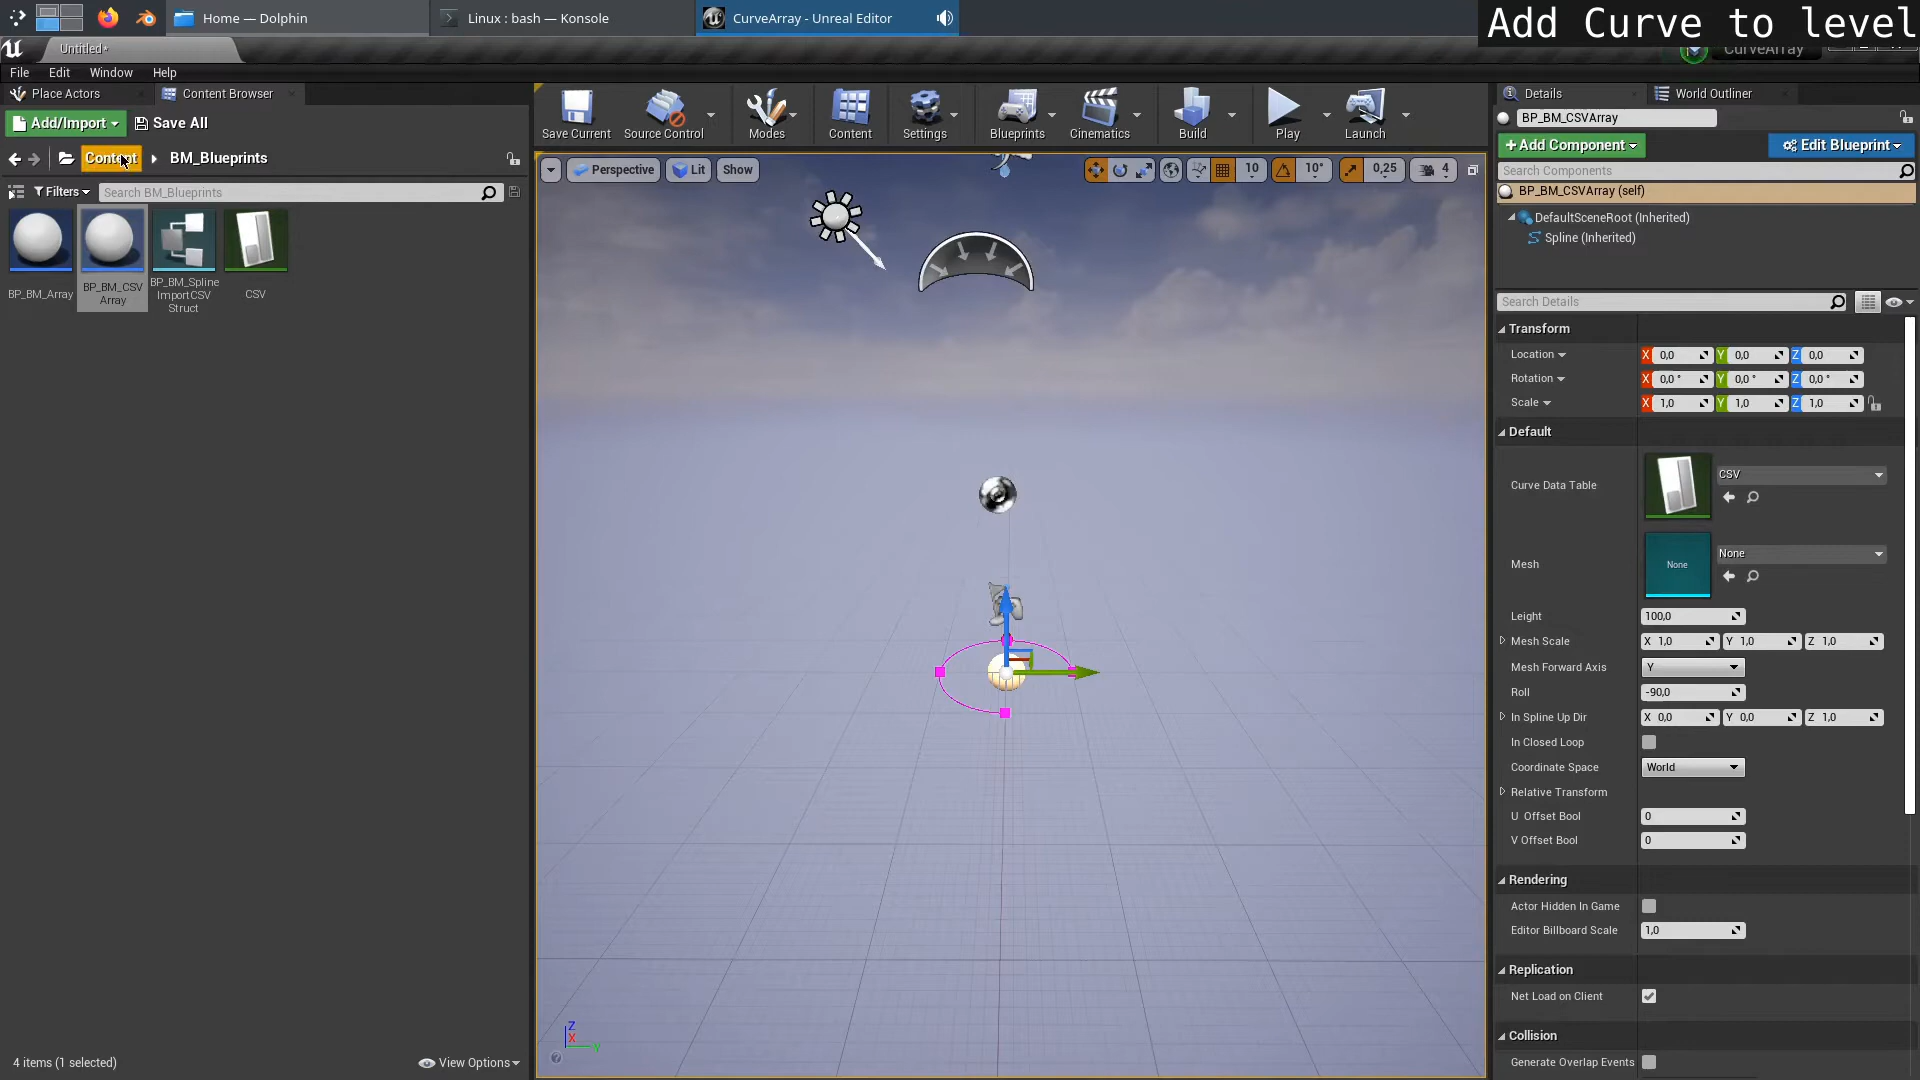 Home — Dolphin
Linux : bash — Konsole
CurveArray - Unreal Editor
Add Curve to level
Untitled*
CurveArray
File Edit Window Help
Place Actors
Content Browser
Add/Import
Save All
Content
BM_Blueprints
Filters
Search BM_Blueprints
BP_BM_Array
BP_BM_CSV
Array
BP_BM_Spline
ImportCSV
Struct
CSV
4 items (1 selected)
View Options
Save Current
Source Control
Modes
Content
Settings
Blueprints
Cinematics
Build
Play
Launch
Perspective
Lit
Show
10
10°
0,25
4
Z
X
Y
Details
World Outliner
BP_BM_CSVArray
+Add Component
Edit Blueprint
Search Components
BP_BM_CSVArray (self)
DefaultSceneRoot (Inherited)
Spline (Inherited)
Search Details
Transform
Location X 0,0 Y 0,0 Z 0,0
Rotation X 0,0 ° Y 0,0 ° Z 0,0 °
Scale X 1,0 Y 1,0 Z 1,0
Default
Curve Data Table
CSV
Mesh
None
None
Leight 100,0
Mesh Scale X 1,0 Y 1,0 Z 1,0
Mesh Forward Axis Y
Roll -90,0
In Spline Up Dir X 0,0 Y 0,0 Z 1,0
In Closed Loop
Coordinate Space World
Relative Transform
U Offset Bool 0
V Offset Bool 0
Rendering
Actor Hidden In Game
Editor Billboard Scale 1,0
Replication
Net Load on Client
Collision
Generate Overlap Events